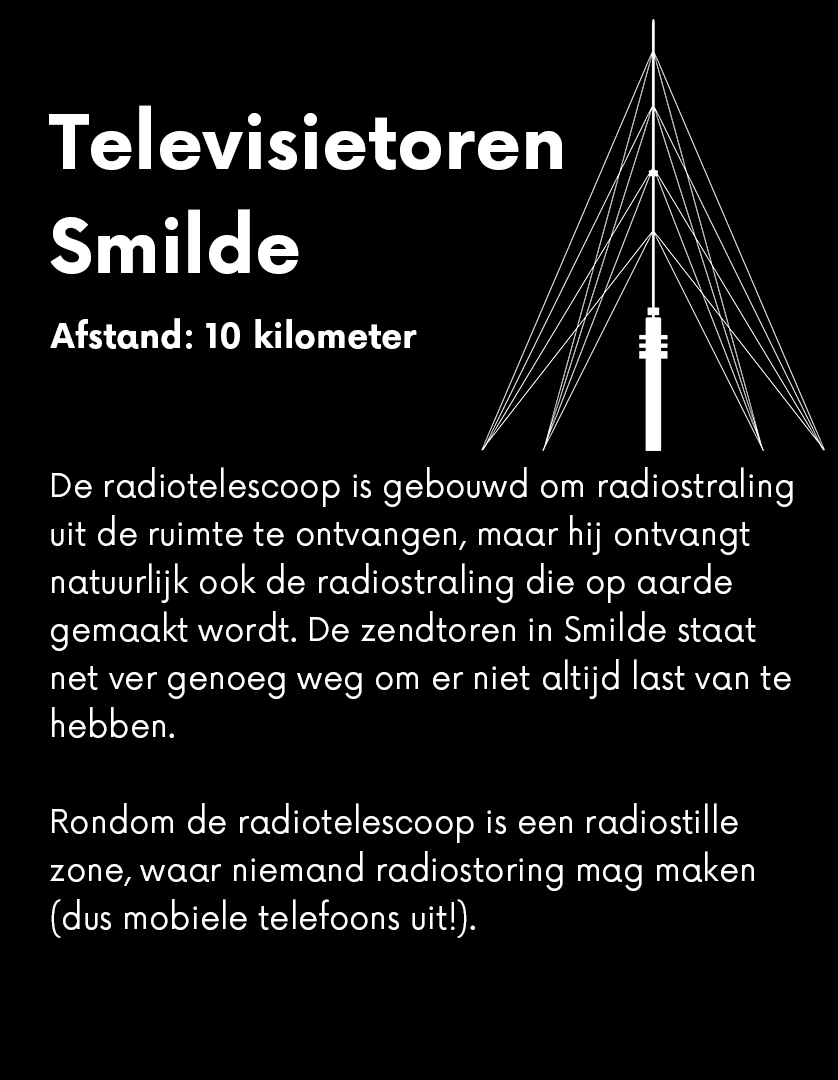 Televisietoren
Smilde
Afstand: 10 kilometer
De radiotelescoop is gebouwd om radiostraling
uit de ruimte te ontvangen, maar hij ontvangt
natuurlijk ook de radiostraling die op aarde
gemaakt wordt. De zendtoren in Smilde staat
net ver genoeg weg om er niet altijd last van te
hebben.
Rondom de radiotelescoop is een radiostille
zone, waar niemand radiostoring mag maken
(dus mobiele telefoons uit!).